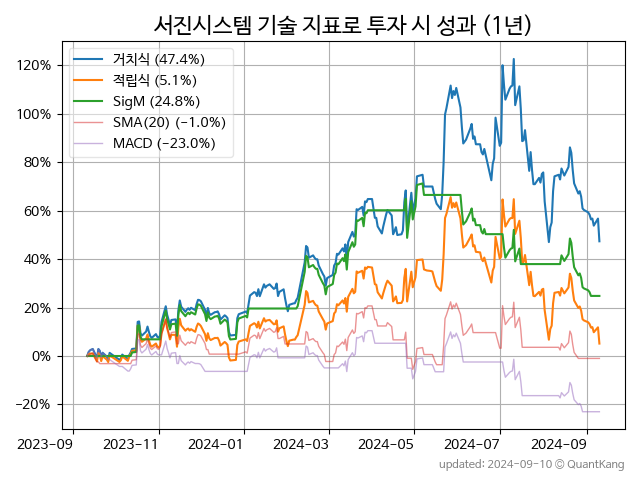 서진시스템 기술 지표로 투자 시 성과 (1년)
거치식 (47.4%)
적립식 (5.1%)
SigM (24.8%)
SMA(20) (−1.0%)
MACD (−23.0%)
120%
100%
80%
60%
40%
20%
0%
−20%
2023-09 2023-11 2024-01 2024-03 2024-05 2024-07 2024-09
updated: 2024-09-10 ⓒ QuantKang